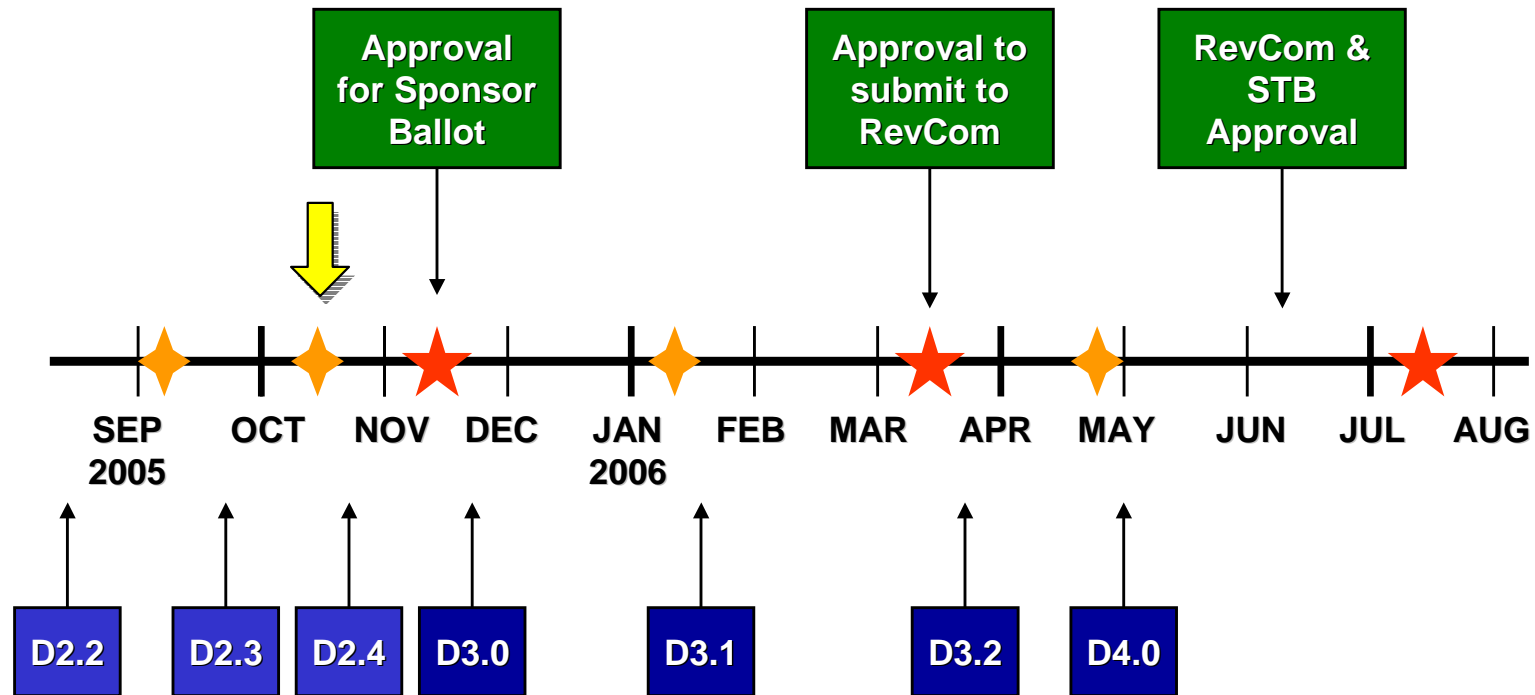 Approval
for Sponsor
Ballot
Approval to
submit to
RevCom
RevCom &
STB
Approval
SEP
2005
OCT
NOV
DEC
JAN
2006
FEB
MAR
APR
MAY
JUN
JUL
AUG
D2.2
D2.3
D2.4
D3.0
D3.1
D3.2
D4.0